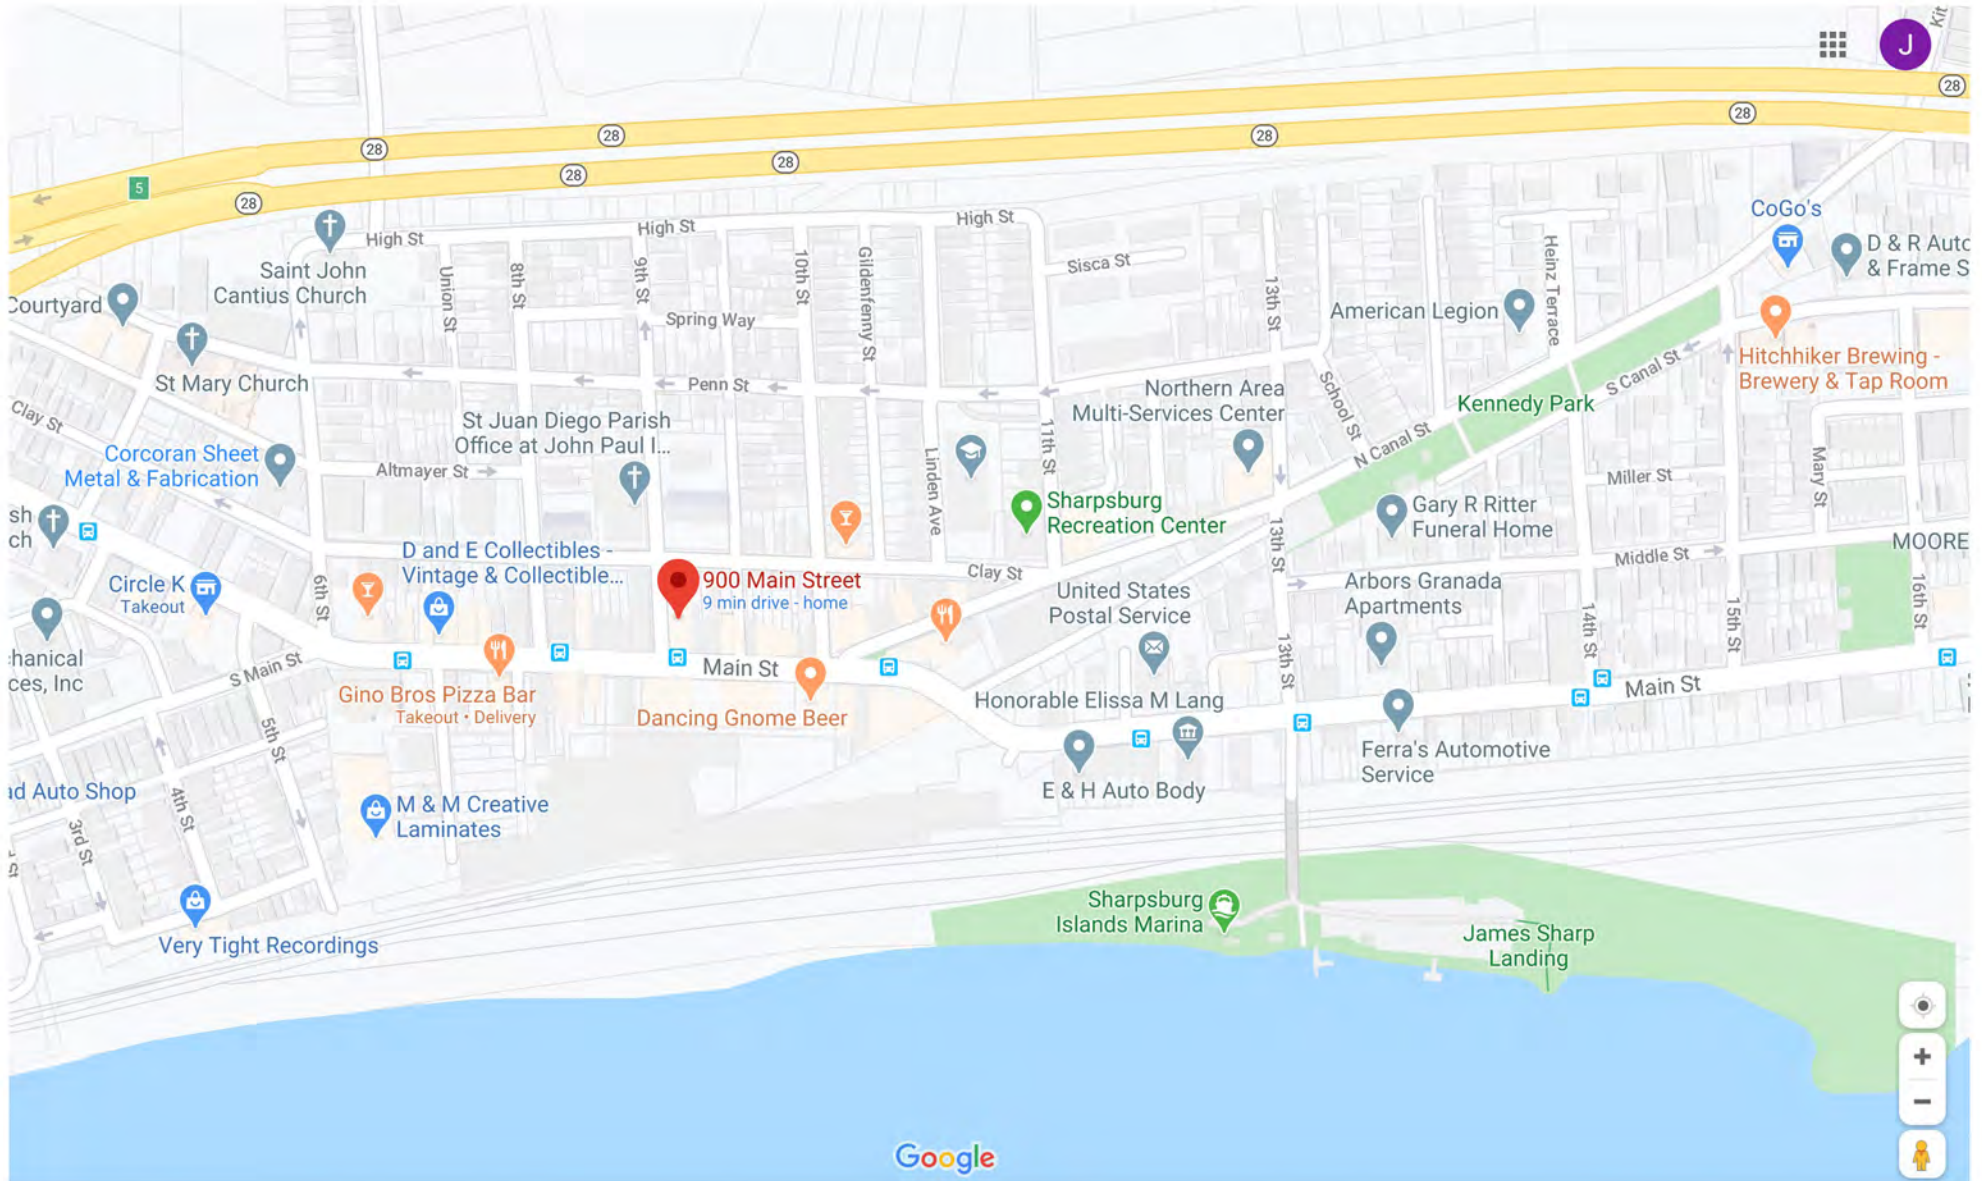 Kit
J
28
28
28
28
28
28
28
28
5
28
CoGo's
D & R Auto
& Frame S
High St
High St
High St
Saint John
Cantius Church
Union St
8th St
9th St
10th St
Gildenfenny St
Sisca St
13th St
Heinz Terrace
Courtyard
American Legion
Spring Way
St Mary Church
Penn St
Hitchhiker Brewing -
Brewery & Tap Room
S Canal St
Northern Area
Multi-Services Center
School St
Kennedy Park
Clay St
St Juan Diego Parish
Office at John Paul I...
11th St
N Canal St
Corcoran Sheet
Metal & Fabrication
Altmayer St
Linden Ave
Miller St
Mary St
sh
ch
Sharpsburg
Recreation Center
Gary R Ritter
Funeral Home
13th St
MOORE
D and E Collectibles -
Vintage & Collectible...
Middle St
Clay St
Circle K
Takeout
6th St
900 Main Street
9 min drive - home
United States
Postal Service
Arbors Granada
Apartments
14th St
15th St
16th St
hanical
ces, Inc
S Main St
Main St
13th St
Main St
Gino Bros Pizza Bar
Takeout • Delivery
Dancing Gnome Beer
Honorable Elissa M Lang
5th St
Ferra's Automotive
Service
ad Auto Shop
4th St
E & H Auto Body
M & M Creative
Laminates
3rd St
St
Very Tight Recordings
Sharpsburg
Islands Marina
James Sharp
Landing
Google